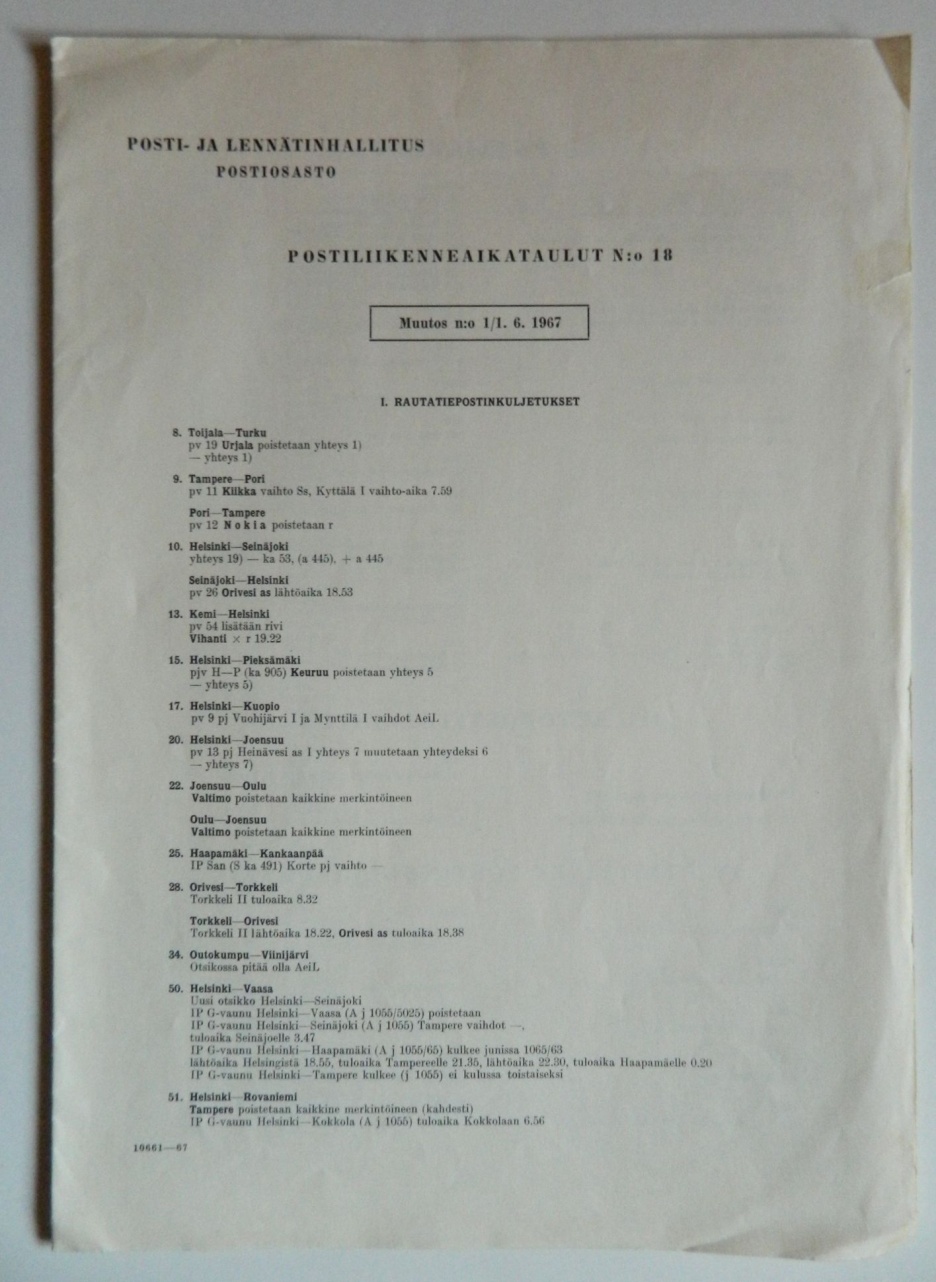 POSTI- JA LENNÄTINHALLITUS
POSTIOSASTO
POSTILIIKENNEAIKATAULUT N:o 18
Muutos n:o 1/1. 6. 1967
I. RAUTATIEPOSTINKULJETUKSET
8. Toijala—Turku
pv 19 Urjala poistetaan yhteys 1)
— yhteys 1)
9. Tampere—Pori
pv 11 Kiikka vaihto Ss, Kyttälä I vaihto-aika 7.59
Pori—Tampere
pv 12 Nokia poistetaan r
10. Helsinki—Seinäjoki
yhteys 19) — ka 53, (a 445), + a 445
Seinäjoki—Helsinki
pv 26 Orivesi as lähtöaika 18.53
13. Kemi—Helsinki
pv 54 lisätään rivi
Vihanti × r 19.22
15. Helsinki—Pieksämäki
pjv H—P (ka 905) Keuruu poistetaan yhteys 5
— yhteys 5)
17. Helsinki—Kuopio
pv 9 pj Vuohijärvi I ja Mynttilä I vaihdot AeiL
20. Helsinki—Joensuu
pv 13 pj Heinävesi as I yhteys 7 muutetaan yhteydeksi 6
— yhteys 7)
22. Joensuu—Oulu
Valtimo poistetaan kaikkine merkintöineen
Oulu—Joensuu
Valtimo poistetaan kaikkine merkintöineen
25. Haapamäki—Kankaanpää
IP San (S ka 491) Korte pj vaihto —
28. Orivesi—Torkkeli
Torkkeli II tuloaika 8.32
Torkkeli—Orivesi
Torkkeli II lähtöaika 18.22, Orivesi as tuloaika 18.38
34. Outokumpu—Viinijärvi
Otsikossa pitää olla AeiL
50. Helsinki—Vaasa
Uusi otsikko Helsinki—Seinäjoki
IP G-vaunu Helsinki—Vaasa (A j 1055/5025) poistetaan
IP G-vaunu Helsinki—Seinäjoki (A j 1055) Tampere vaihdot —,
tuloaika Seinäjoelle 3.47
IP G-vaunu Helsinki—Haapamäki (A j 1055/65) kulkee junissa 1065/63
lähtöaika Helsingistä 18.55, tuloaika Tampereelle 21.35, lähtöaika 22.30, tuloaika Haapamäelle 0.20
IP G-vaunu Helsinki—Tampere kulkee (j 1055) ei kulussa toistaiseksi
51. Helsinki—Rovaniemi
Tampere poistetaan kaikkine merkintöineen (kahdesti)
IP G-vaunu Helsinki—Kokkola (A j 1055) tuloaika Kokkolaan 6.56
10661—67